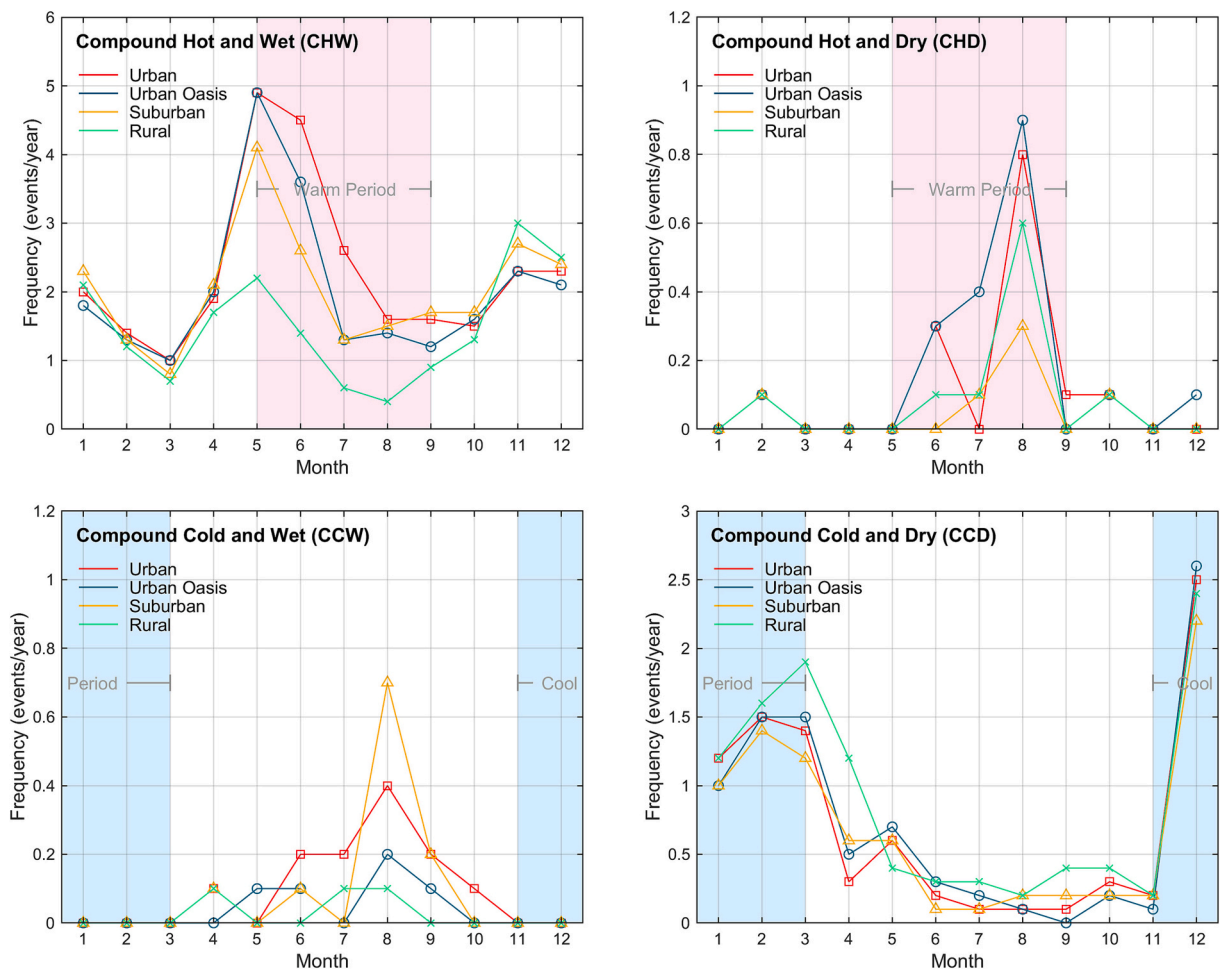 Compound Hot and Wet (CHW)
Urban
Urban Oasis
Suburban
Rural
Warm Period
Frequency (events/year)
0
1
2
3
4
5
6
1 2 3 4 5 6 7 8 9 10 11 12
Month
Compound Hot and Dry (CHD)
Urban
Urban Oasis
Suburban
Rural
Warm Period
Frequency (events/year)
0
0.2
0.4
0.6
0.8
1
1.2
1 2 3 4 5 6 7 8 9 10 11 12
Month
Compound Cold and Wet (CCW)
Urban
Urban Oasis
Suburban
Rural
Period
Cool
Frequency (events/year)
0
0.2
0.4
0.6
0.8
1
1.2
1 2 3 4 5 6 7 8 9 10 11 12
Month
Compound Cold and Dry (CCD)
Urban
Urban Oasis
Suburban
Rural
Period
Cool
Frequency (events/year)
0
0.5
1
1.5
2
2.5
3
1 2 3 4 5 6 7 8 9 10 11 12
Month